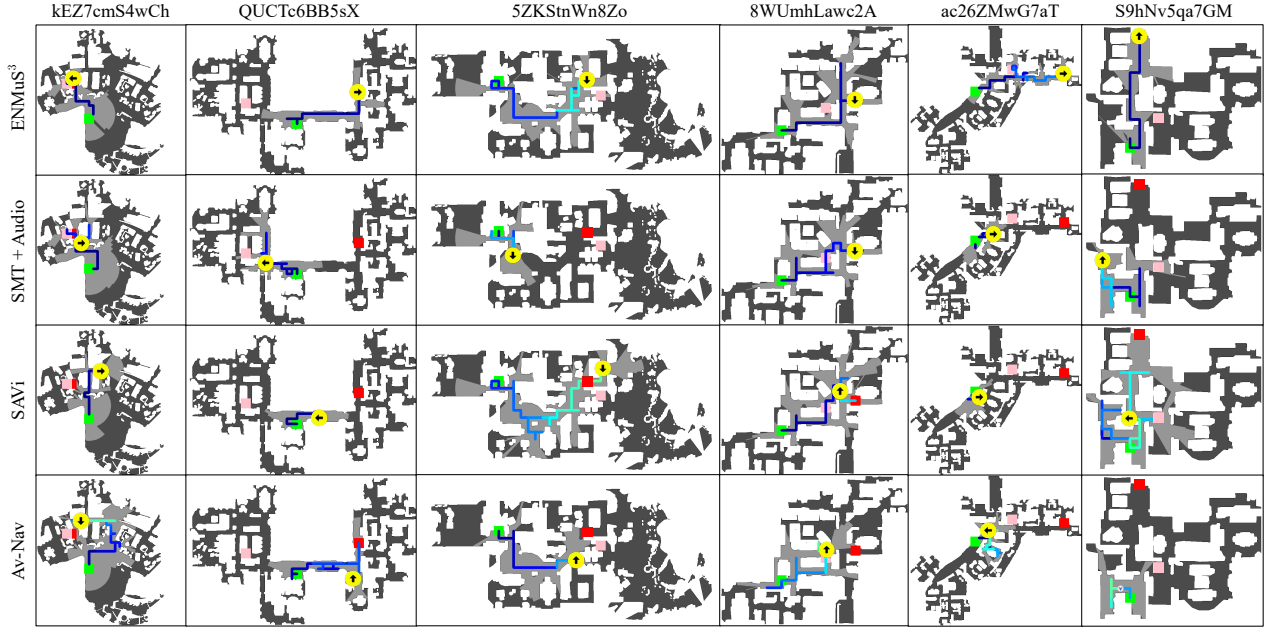 kEZ7cmS4wCh QUCTc6BB5sX 5ZKStnWn8Zo 8WUmhLawc2A ac26ZMwG7aT S9hNv5qa7GM
ENMuS³
SMT + Audio
SAVi
Av-Nav